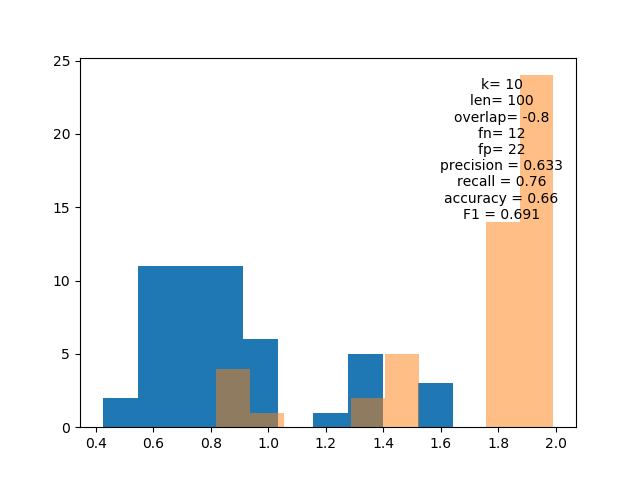 25
20
15
10
5
0
k= 10
len= 100
overlap= -0.8
fn= 12
fp= 22
precision = 0.633
recall = 0.76
accuracy = 0.66
F1 = 0.691
0.4 0.6 0.8 1.0 1.2 1.4 1.6 1.8 2.0